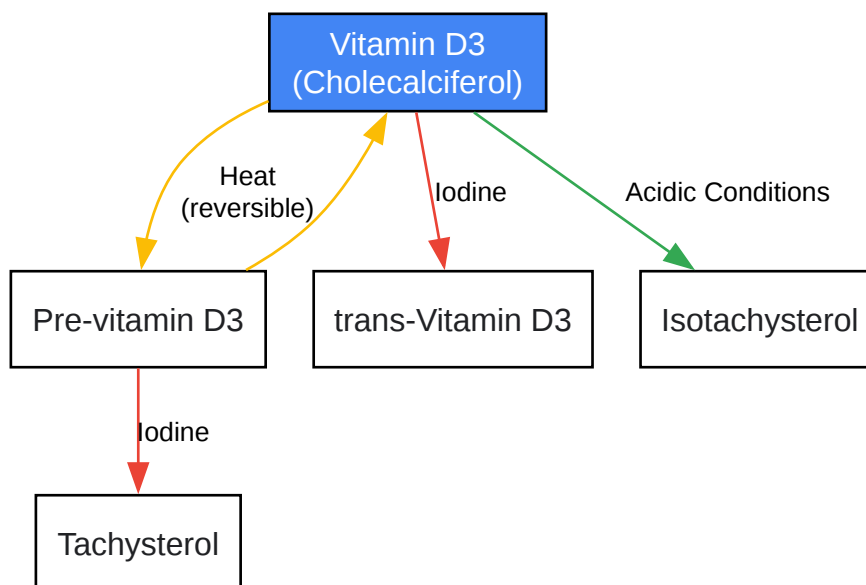 Vitamin D3
(Cholecalciferol)
Heat
(reversible)
Iodine
Acidic Conditions
Pre-vitamin D3
trans-Vitamin D3
Isotachysterol
Iodine
Tachysterol